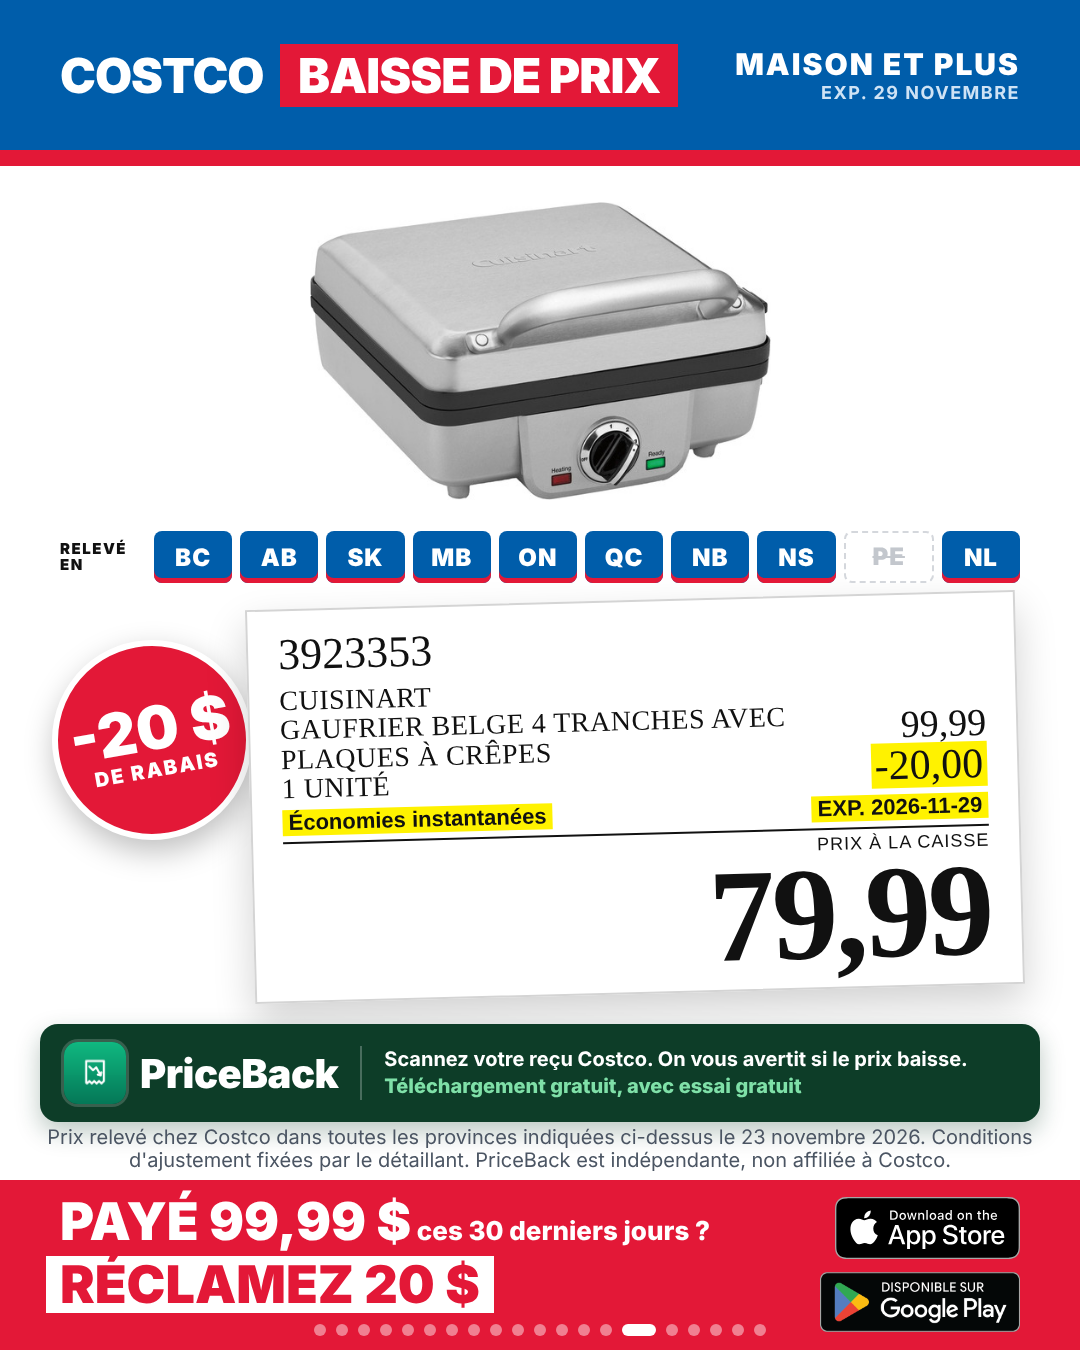 COSTCO BAISSE DE PRIX
MAISON ET PLUS
EXP. 29 NOVEMBRE
Cuisinart
Heating
OFF
1
Ready
RELEVÉ EN
BC AB SK MB ON QC NB NS PE NL
-20 $
DE RABAIS
3923353
CUISINART
GAUFRIER BELGE 4 TRANCHES AVEC
PLAQUES À CRÊPES
1 UNITÉ
99,99
-20,00
Économies instantanées
EXP. 2026-11-29
PRIX À LA CAISSE
79,99
PriceBack
Scannez votre reçu Costco. On vous avertit si le prix baisse.
Téléchargement gratuit, avec essai gratuit
Prix relevé chez Costco dans toutes les provinces indiquées ci-dessus le 23 novembre 2026. Conditions
d'ajustement fixées par le détaillant. PriceBack est indépendante, non affiliée à Costco.
PAYÉ 99,99 $ ces 30 derniers jours ?
RÉCLAMEZ 20 $
Download on the
App Store
DISPONIBLE SUR
Google Play